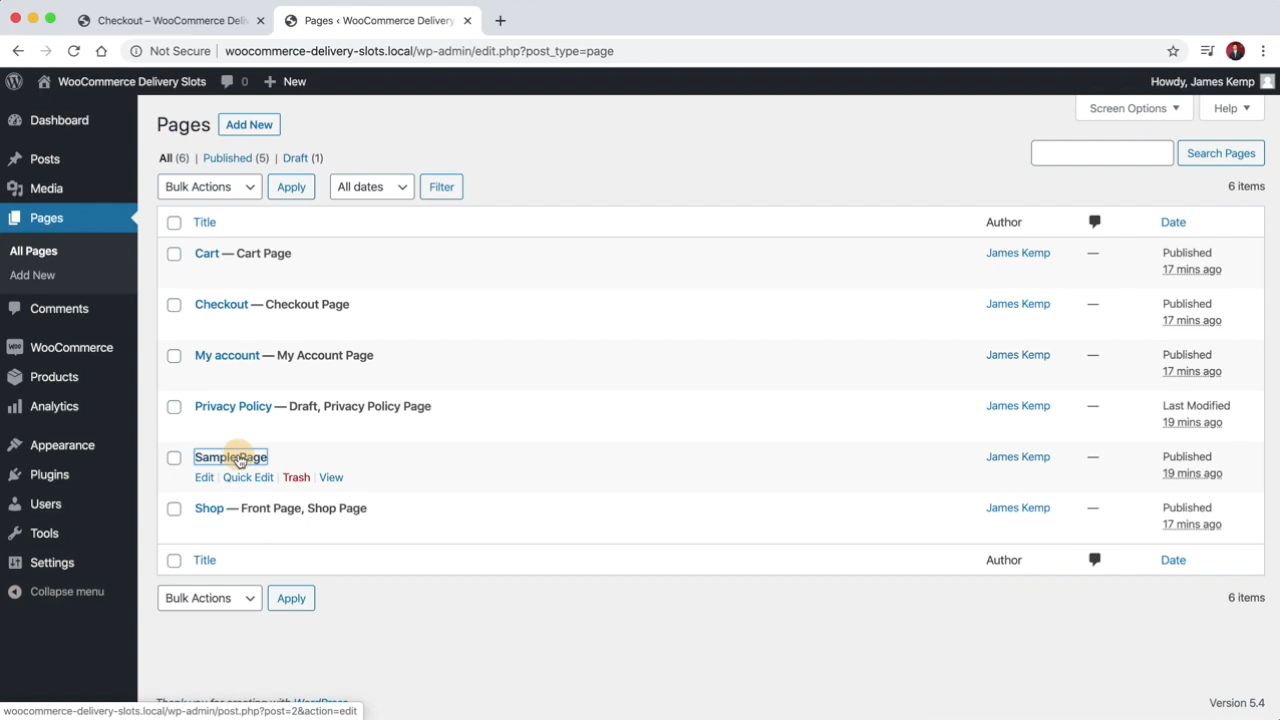 Checkout – WooCommerce Deliv
Pages ‹ WooCommerce Delivery
Not Secure
woocommerce-delivery-slots.local/wp-admin/edit.php?post_type=page
WooCommerce Delivery Slots
0
New
Howdy, James Kemp
Dashboard
Posts
Media
Pages
All Pages
Add New
Comments
WooCommerce
Products
Analytics
Appearance
Plugins
Users
Tools
Settings
Collapse menu
Screen Options
Help
Pages
Add New
All (6) | Published (5) | Draft (1)
Search Pages
Bulk Actions
Apply
All dates
Filter
6 items
Title
Author
Date
Cart — Cart Page
James Kemp
—
Published
17 mins ago
Checkout — Checkout Page
James Kemp
—
Published
17 mins ago
My account — My Account Page
James Kemp
—
Published
17 mins ago
Privacy Policy — Draft, Privacy Policy Page
James Kemp
—
Last Modified
19 mins ago
Sample Page
Edit | Quick Edit | Trash | View
James Kemp
—
Published
19 mins ago
Shop — Front Page, Shop Page
James Kemp
—
Published
17 mins ago
Title
Author
Date
Bulk Actions
Apply
6 items
Thank you for creating with WordPress
Version 5.4
woocommerce-delivery-slots.local/wp-admin/post.php?post=2&action=edit